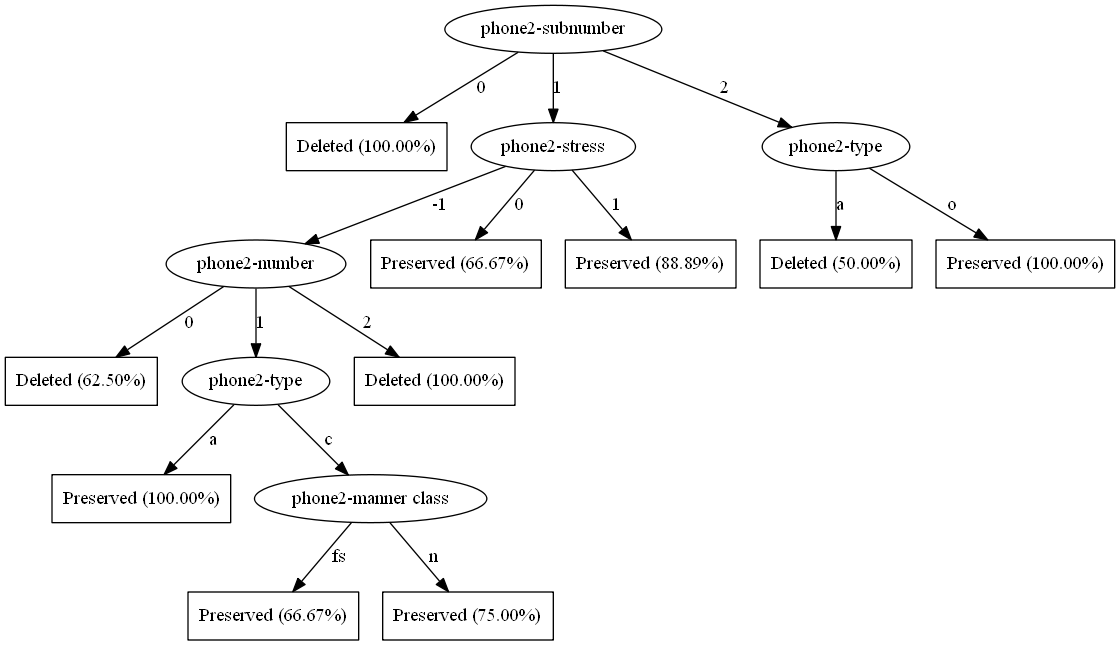 phone2-subnumber
0
1
2
Deleted (100.00%)
phone2-stress
phone2-type
-1
0
1
a
o
phone2-number
Preserved (66.67%)
Preserved (88.89%)
Deleted (50.00%)
Preserved (100.00%)
0
1
2
Deleted (62.50%)
phone2-type
Deleted (100.00%)
a
c
Preserved (100.00%)
phone2-manner class
fs
n
Preserved (66.67%)
Preserved (75.00%)